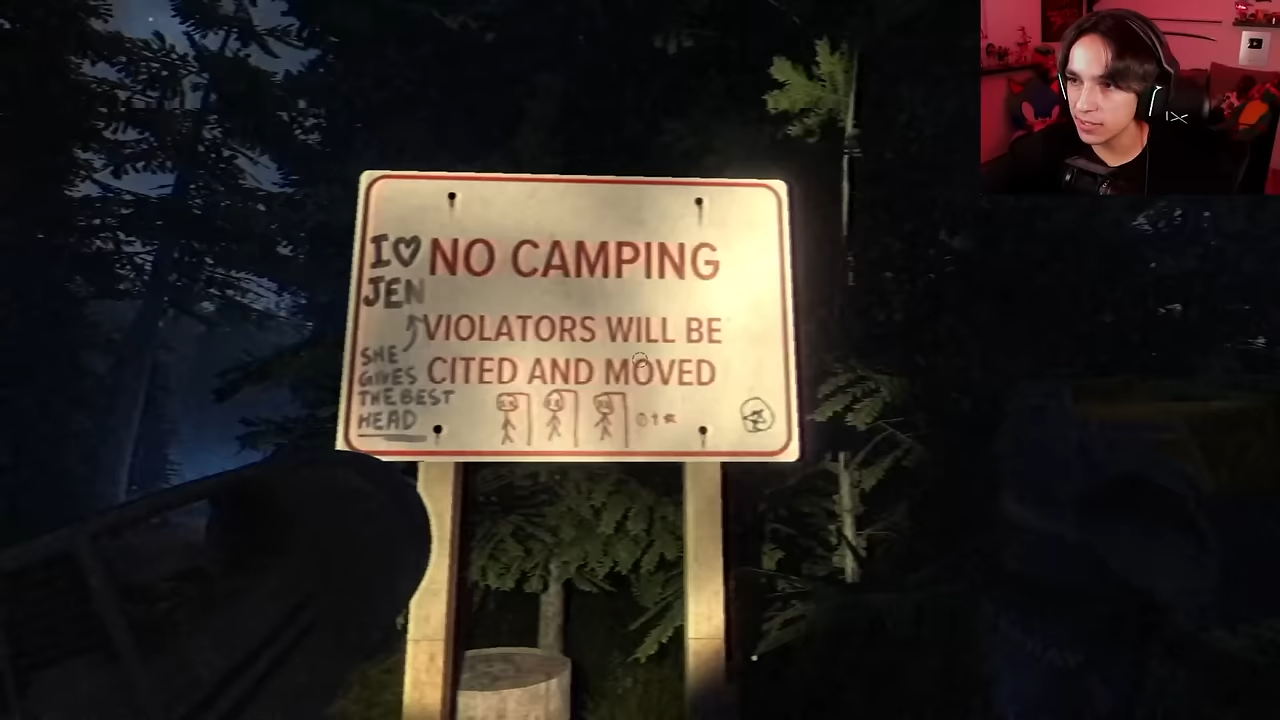 I♡
JEN
SHE
GIVES
THE BEST
HEAD
NO CAMPING
VIOLATORS WILL BE
CITED AND MOVED